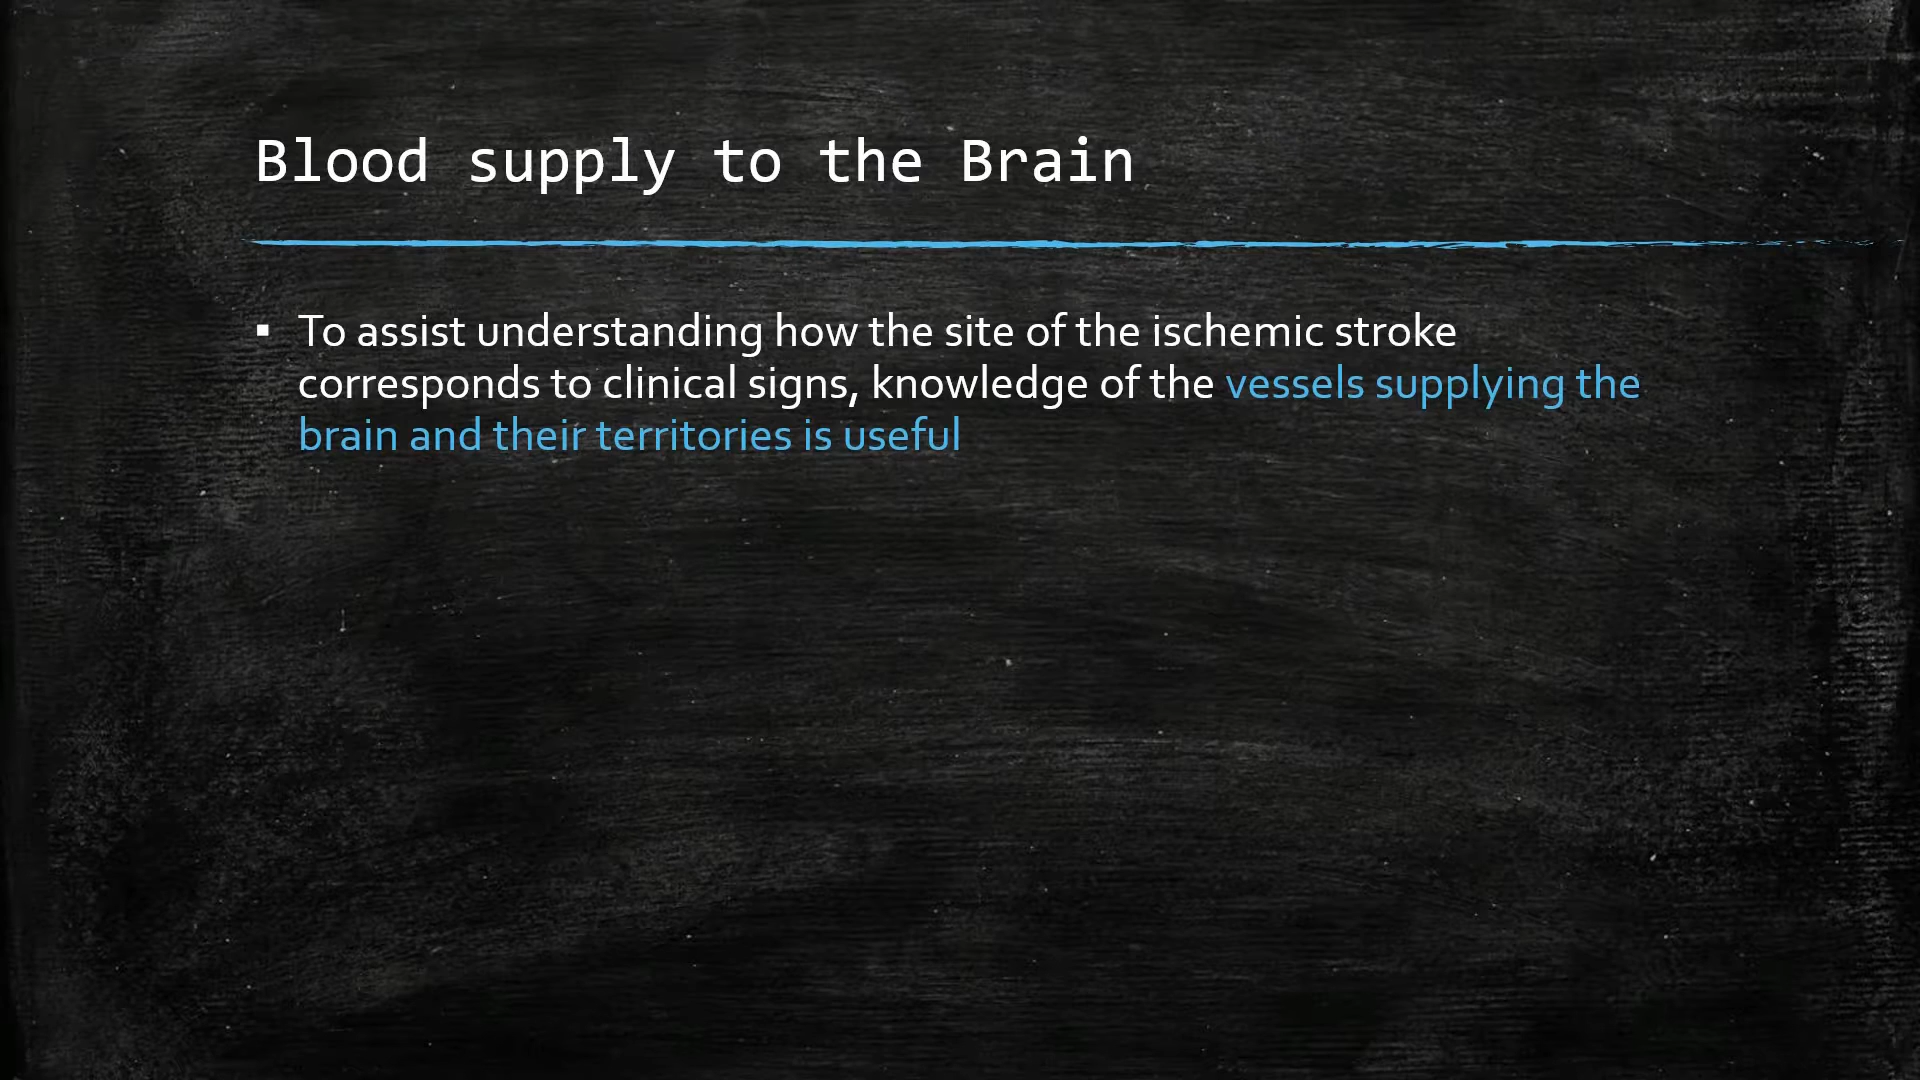 Blood supply to the Brain
▪ To assist understanding how the site of the ischemic stroke
corresponds to clinical signs, knowledge of the vessels supplying the
brain and their territories is useful